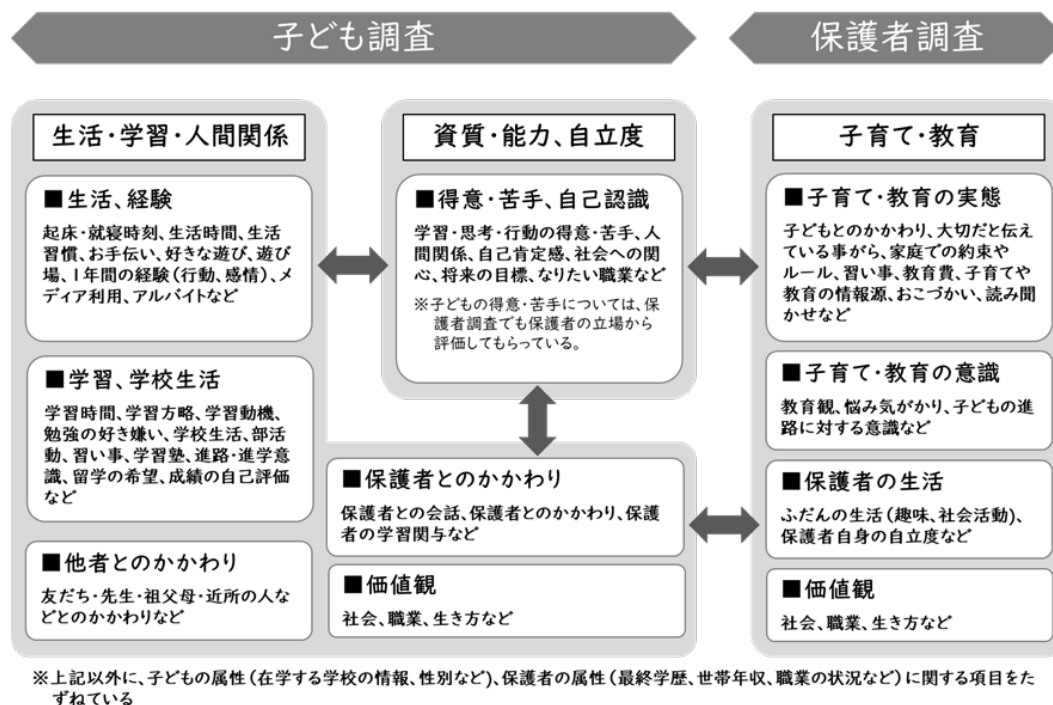 子ども調査
保護者調査
生活・学習・人間関係
■生活、経験
起床・就寝時刻、生活時間、生活
習慣、お手伝い、好きな遊び、遊び
場、1年間の経験（行動、感情）、メ
ディア利用、アルバイトなど
■学習、学校生活
学習時間、学習方略、学習動機、
勉強の好き嫌い、学校生活、部活
動、習い事、学習塾、進路・進学意
識、留学の希望、成績の自己評価
など
■他者とのかかわり
友だち・先生・祖父母・近所の人な
どとのかかわりなど
資質・能力、自立度
■得意・苦手、自己認識
学習・思考・行動の得意・苦手、人
間関係、自己肯定感、社会への関
心、将来の目標、なりたい職業など
※子どもの得意・苦手については、保
護者調査でも保護者の立場から
評価してもらっている。
■保護者とのかかわり
保護者との会話、保護者とのかかわり、保護
者の学習関与など
■価値観
社会、職業、生き方など
子育て・教育
■子育て・教育の実態
子どもとのかかわり、大切だと伝え
ている事がら、家庭での約束や
ルール、習い事、教育費、子育てや
教育の情報源、おこづかい、読み聞
かせなど
■子育て・教育の意識
教育観、悩み気がかり、子どもの進
路に対する意識など
■保護者の生活
ふだんの生活（趣味、社会活動）、
保護者自身の自立度など
■価値観
社会、職業、生き方など
※上記以外に、子どもの属性（在学する学校の情報、性別など）、保護者の属性（最終学歴、世帯年収、職業の状況など）に関する項目をた
ずねている